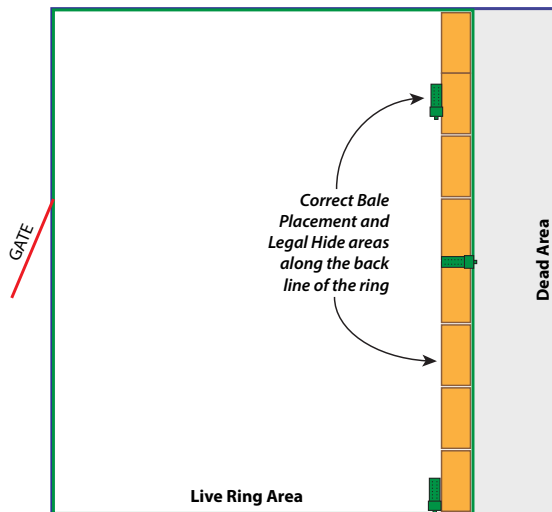 GATE
Correct Bale
Placement and
Legal Hide areas
along the back
line of the ring
Dead Area
Live Ring Area